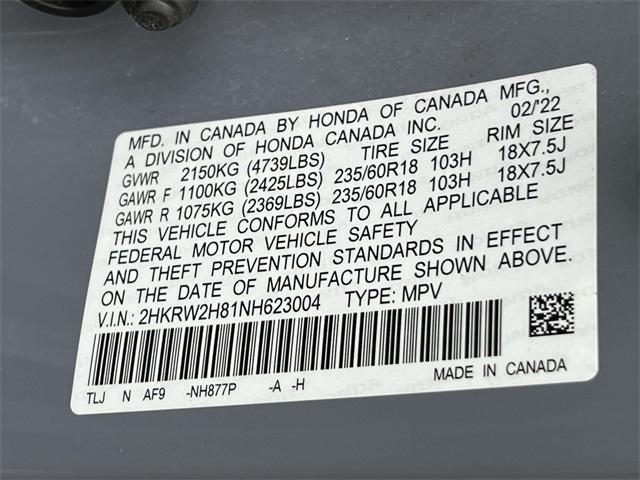 MFD. IN CANADA BY HONDA OF CANADA MFG.,
A DIVISION OF HONDA CANADA INC. 02/'22
GVWR 2150KG (4739LBS) TIRE SIZE RIM SIZE
GAWR F 1100KG (2425LBS) 235/60R18 103H 18X7.5J
GAWR R 1075KG (2369LBS) 235/60R18 103H 18X7.5J
THIS VEHICLE CONFORMS TO ALL APPLICABLE
FEDERAL MOTOR VEHICLE SAFETY
AND THEFT PREVENTION STANDARDS IN EFFECT
ON THE DATE OF MANUFACTURE SHOWN ABOVE.
V.I.N.: 2HKRW2H81NH623004 TYPE: MPV
TLJ N AF9 -NH877P -A -H MADE IN CANADA